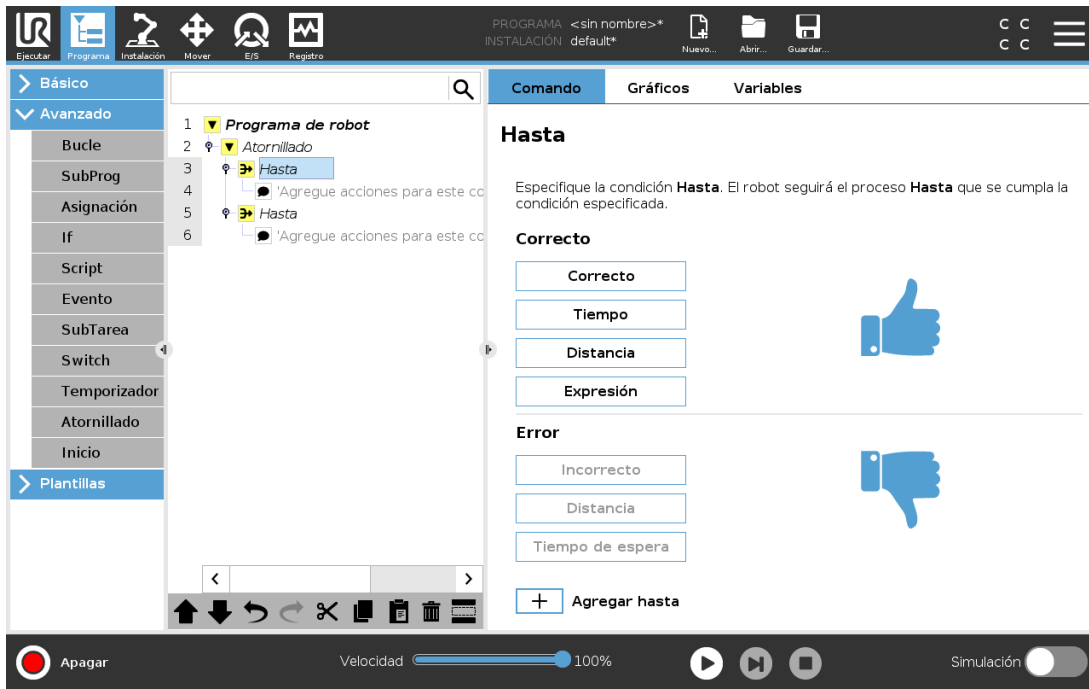 PROGRAMA <sin nombre>*
INSTALACIÓN default*
Ejecutar Programa Instalación Mover E/S Registro
Nuevo... Abrir... Guardar...
C C
C C
Básico
Avanzado
Bucle
SubProg
Asignación
If
Script
Evento
SubTarea
Switch
Temporizador
Atornillado
Inicio
Plantillas
1 Programa de robot
2 Atornillado
3 Hasta
4 'Agregue acciones para este co
5 Hasta
6 'Agregue acciones para este co
Comando Gráficos Variables
Hasta
Especifique la condición Hasta. El robot seguirá el proceso Hasta que se cumpla la
condición especificada.
Correcto
Correcto
Tiempo
Distancia
Expresión
Error
Incorrecto
Distancia
Tiempo de espera
+ Agregar hasta
Apagar
Velocidad 100%
Simulación